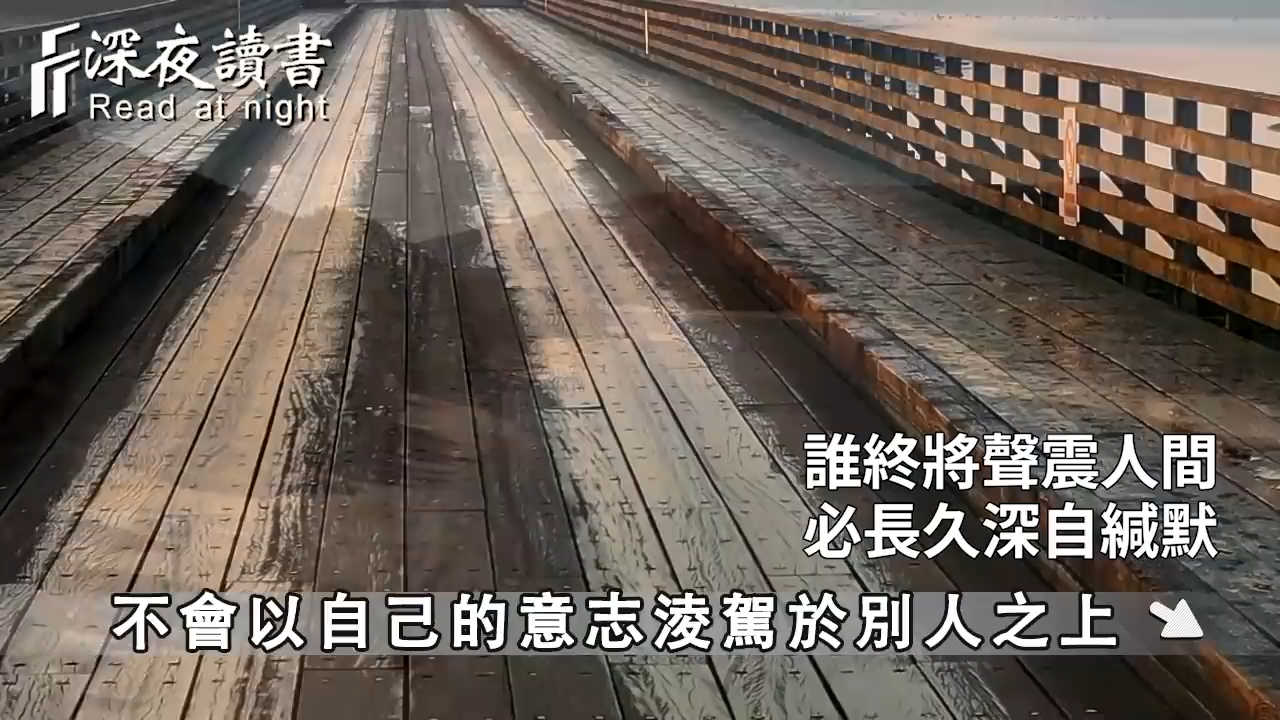 深夜讀書
Read at night
誰終將聲震人間
必長久深自緘默
不會以自己的意志淩駕於別人之上